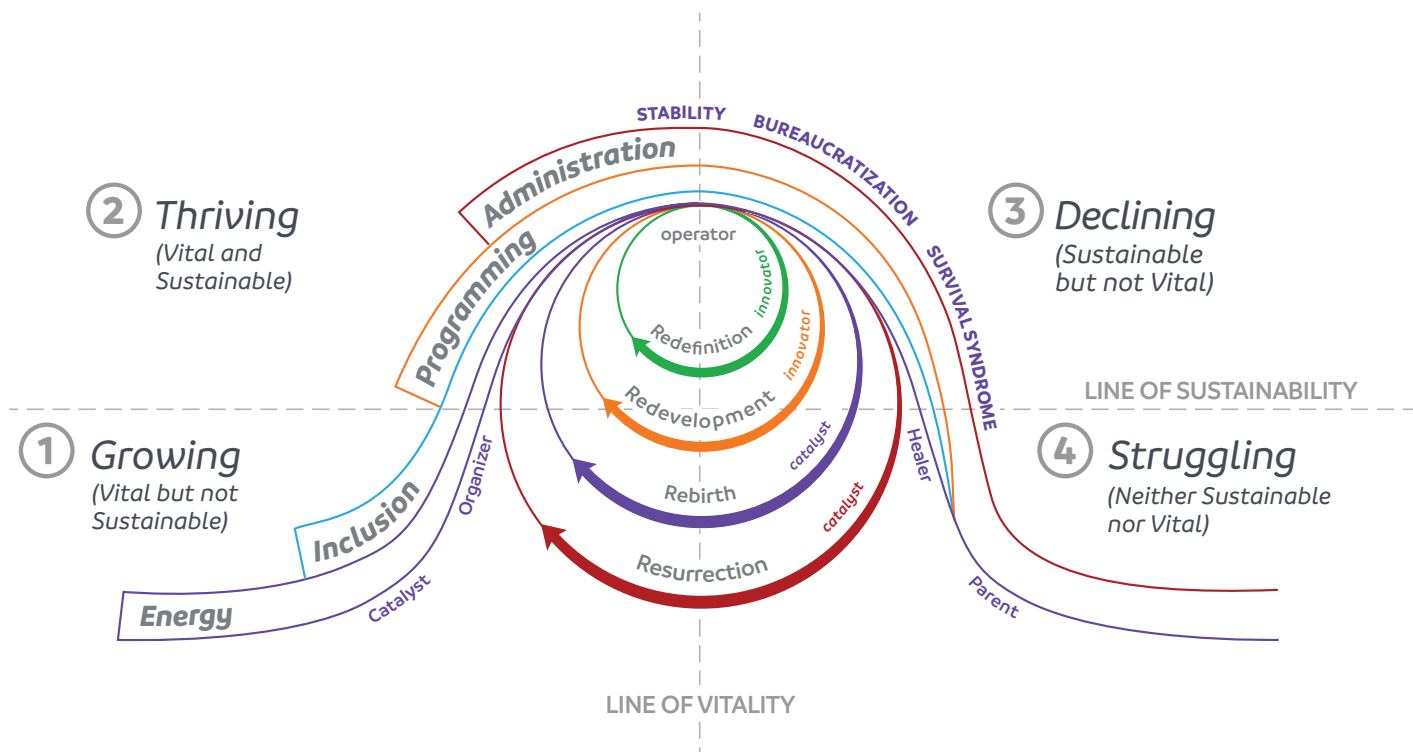 STABILITY
BUREAUCRATIZATION
SURVIVAL SYNDROME
Administration
Programming
Inclusion
Energy
2 Thriving
(Vital and
Sustainable)
3 Declining
(Sustainable
but not Vital)
operator
innovator
Redefinition
innovator
Redevelopment
catalyst
Rebirth
catalyst
Resurrection
LINE OF SUSTAINABILITY
1 Growing
(Vital but not
Sustainable)
Organizer
Catalyst
Healer
Parent
4 Struggling
(Neither Sustainable
nor Vital)
LINE OF VITALITY